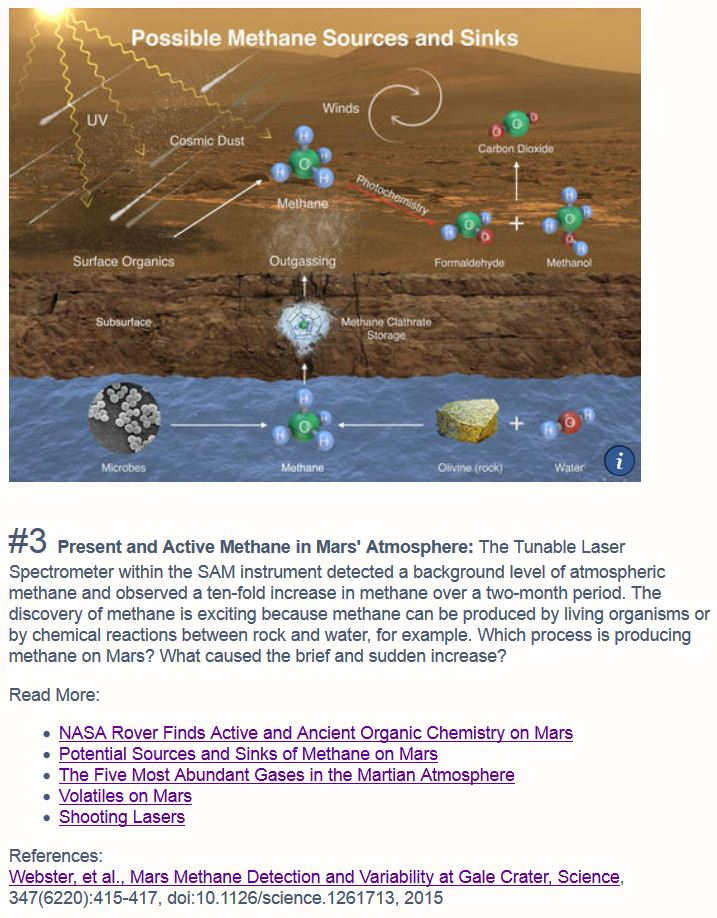 Possible Methane Sources and Sinks
UV
Cosmic Dust
Winds
H
C H
H H
Methane
O C O
Carbon Dioxide
Photochemistry
C H
H O
+
H
C H
H O
H
Surface Organics
Outgassing
Formaldehyde
Methanol
Subsurface
Methane Clathrate
Storage
H
C H
H H
+
H O H
Microbes
Methane
Olivine (rock)
Water
i
#3 Present and Active Methane in Mars' Atmosphere: The Tunable Laser
Spectrometer within the SAM instrument detected a background level of atmospheric
methane and observed a ten-fold increase in methane over a two-month period. The
discovery of methane is exciting because methane can be produced by living organisms or
by chemical reactions between rock and water, for example. Which process is producing
methane on Mars? What caused the brief and sudden increase?
Read More:
• NASA Rover Finds Active and Ancient Organic Chemistry on Mars
• Potential Sources and Sinks of Methane on Mars
• The Five Most Abundant Gases in the Martian Atmosphere
• Volatiles on Mars
• Shooting Lasers
References:
Webster, et al., Mars Methane Detection and Variability at Gale Crater, Science,
347(6220):415-417, doi:10.1126/science.1261713, 2015